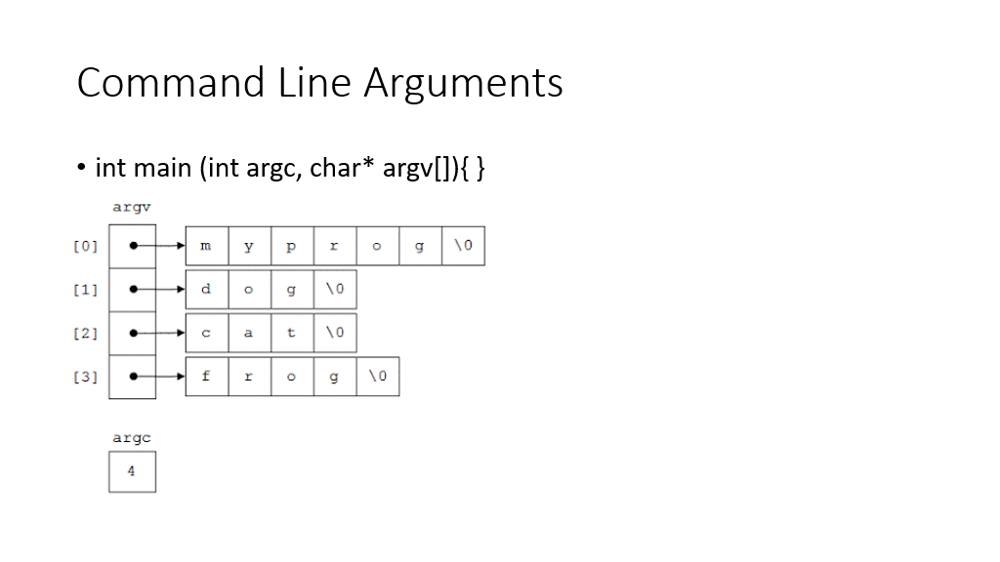 Command Line Arguments
• int main (int argc, char* argv[]){ }
argv
[0] m y p r o g \0
[1] d o g \0
[2] c a t \0
[3] f r o g \0
argc
4